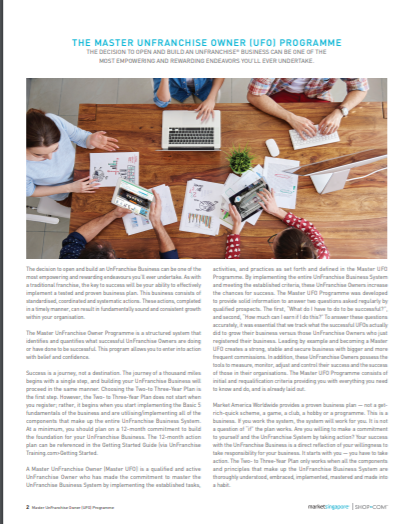 THE MASTER UNFRANCHISE OWNER (UFO) PROGRAMME
THE DECISION TO OPEN AND BUILD AN UNFRANCHISE® BUSINESS CAN BE ONE OF THE
MOST EMPOWERING AND REWARDING ENDEAVORS YOU'LL EVER UNDERTAKE.
The decision to open and build an UnFranchise Business can be one of the
most empowering and rewarding endeavours you'll ever undertake. As with
a traditional franchise, the key to success will be your ability to effectively
implement a tested and proven business plan. This business consists of
standardised, coordinated and systematic actions. These actions, completed
in a timely manner, can result in fundamentally sound and consistent growth
within your organisation.
The Master UnFranchise Owner Programme is a structured system that
identifies and quantifies what successful UnFranchise Owners are doing
or have done to be successful. This program allows you to enter into action
with belief and confidence.
Success is a journey, not a destination. The journey of a thousand miles
begins with a single step, and building your UnFranchise Business will
proceed in the same manner. Choosing the Two-to Three-Year Plan is
the first step. However, the Two-to Three-Year Plan does not start when
you register; rather, it begins when you start implementing the Basic 5
fundamentals of the business and are utilising/implementing all of the
components that make up the entire UnFranchise Business System.
At a minimum, you should plan on a 12-month commitment to build
the foundation for your UnFranchise Business. The 12-month action
plan can be referenced in the Getting Started Guide (via UnFranchise
Training.com-Getting Started.
A Master UnFranchise Owner (Master UFO) is a qualified and active
UnFranchise Owner who has made the commitment to master the
UnFranchise Business by implementing the established tasks,
activities, and practices as set forth and defined in the Master UFO
Programme. By implementing the entire UnFranchise Business System
and meeting the established criteria, these UnFranchise Owners increase
the chances for success. The Master UFO Programme was developed
to provide solid information to answer two questions asked regularly by
qualified prospects. The first, "What do I have to do to be successful?",
and second, "How much can I earn if I do this?" To answer these questions
accurately, it was essential that we track what the successful UFOs actually
did to grow their business versus those UnFranchise Owners who just
registered their business. Leading by example and becoming a Master
UFO creates a strong, stable and secure business with bigger and more
frequent commissions. In addition, these UnFranchise Owners possess the
tools to measure, monitor, adjust and control their success and the success
of those in their organisations. The Master UFO Programme consists of
initial and requalification criteria providing you with everything you need
to know and do, and is already laid out.
Market America Worldwide provides a proven business plan — not a get-
rich-quick scheme, a game, a club, a hobby or a programme. This is a
business. If you work the system, the system will work for you. It is not
a question of "if" the plan works. Are you willing to make a commitment
to yourself and the UnFranchise System by taking action? Your success
with the UnFranchise Business is a direct reflection of your willingness to
take responsibility for your business. It starts with you — you have to take
action. The Two- to Three-Year Plan only works when all the components
and principles that make up the UnFranchise Business System are
thoroughly understood, embraced, implemented, mastered and made into
a habit.
2 Master UnFranchise Owner (UFO) Programme
marketsingapore | SHOP•COM